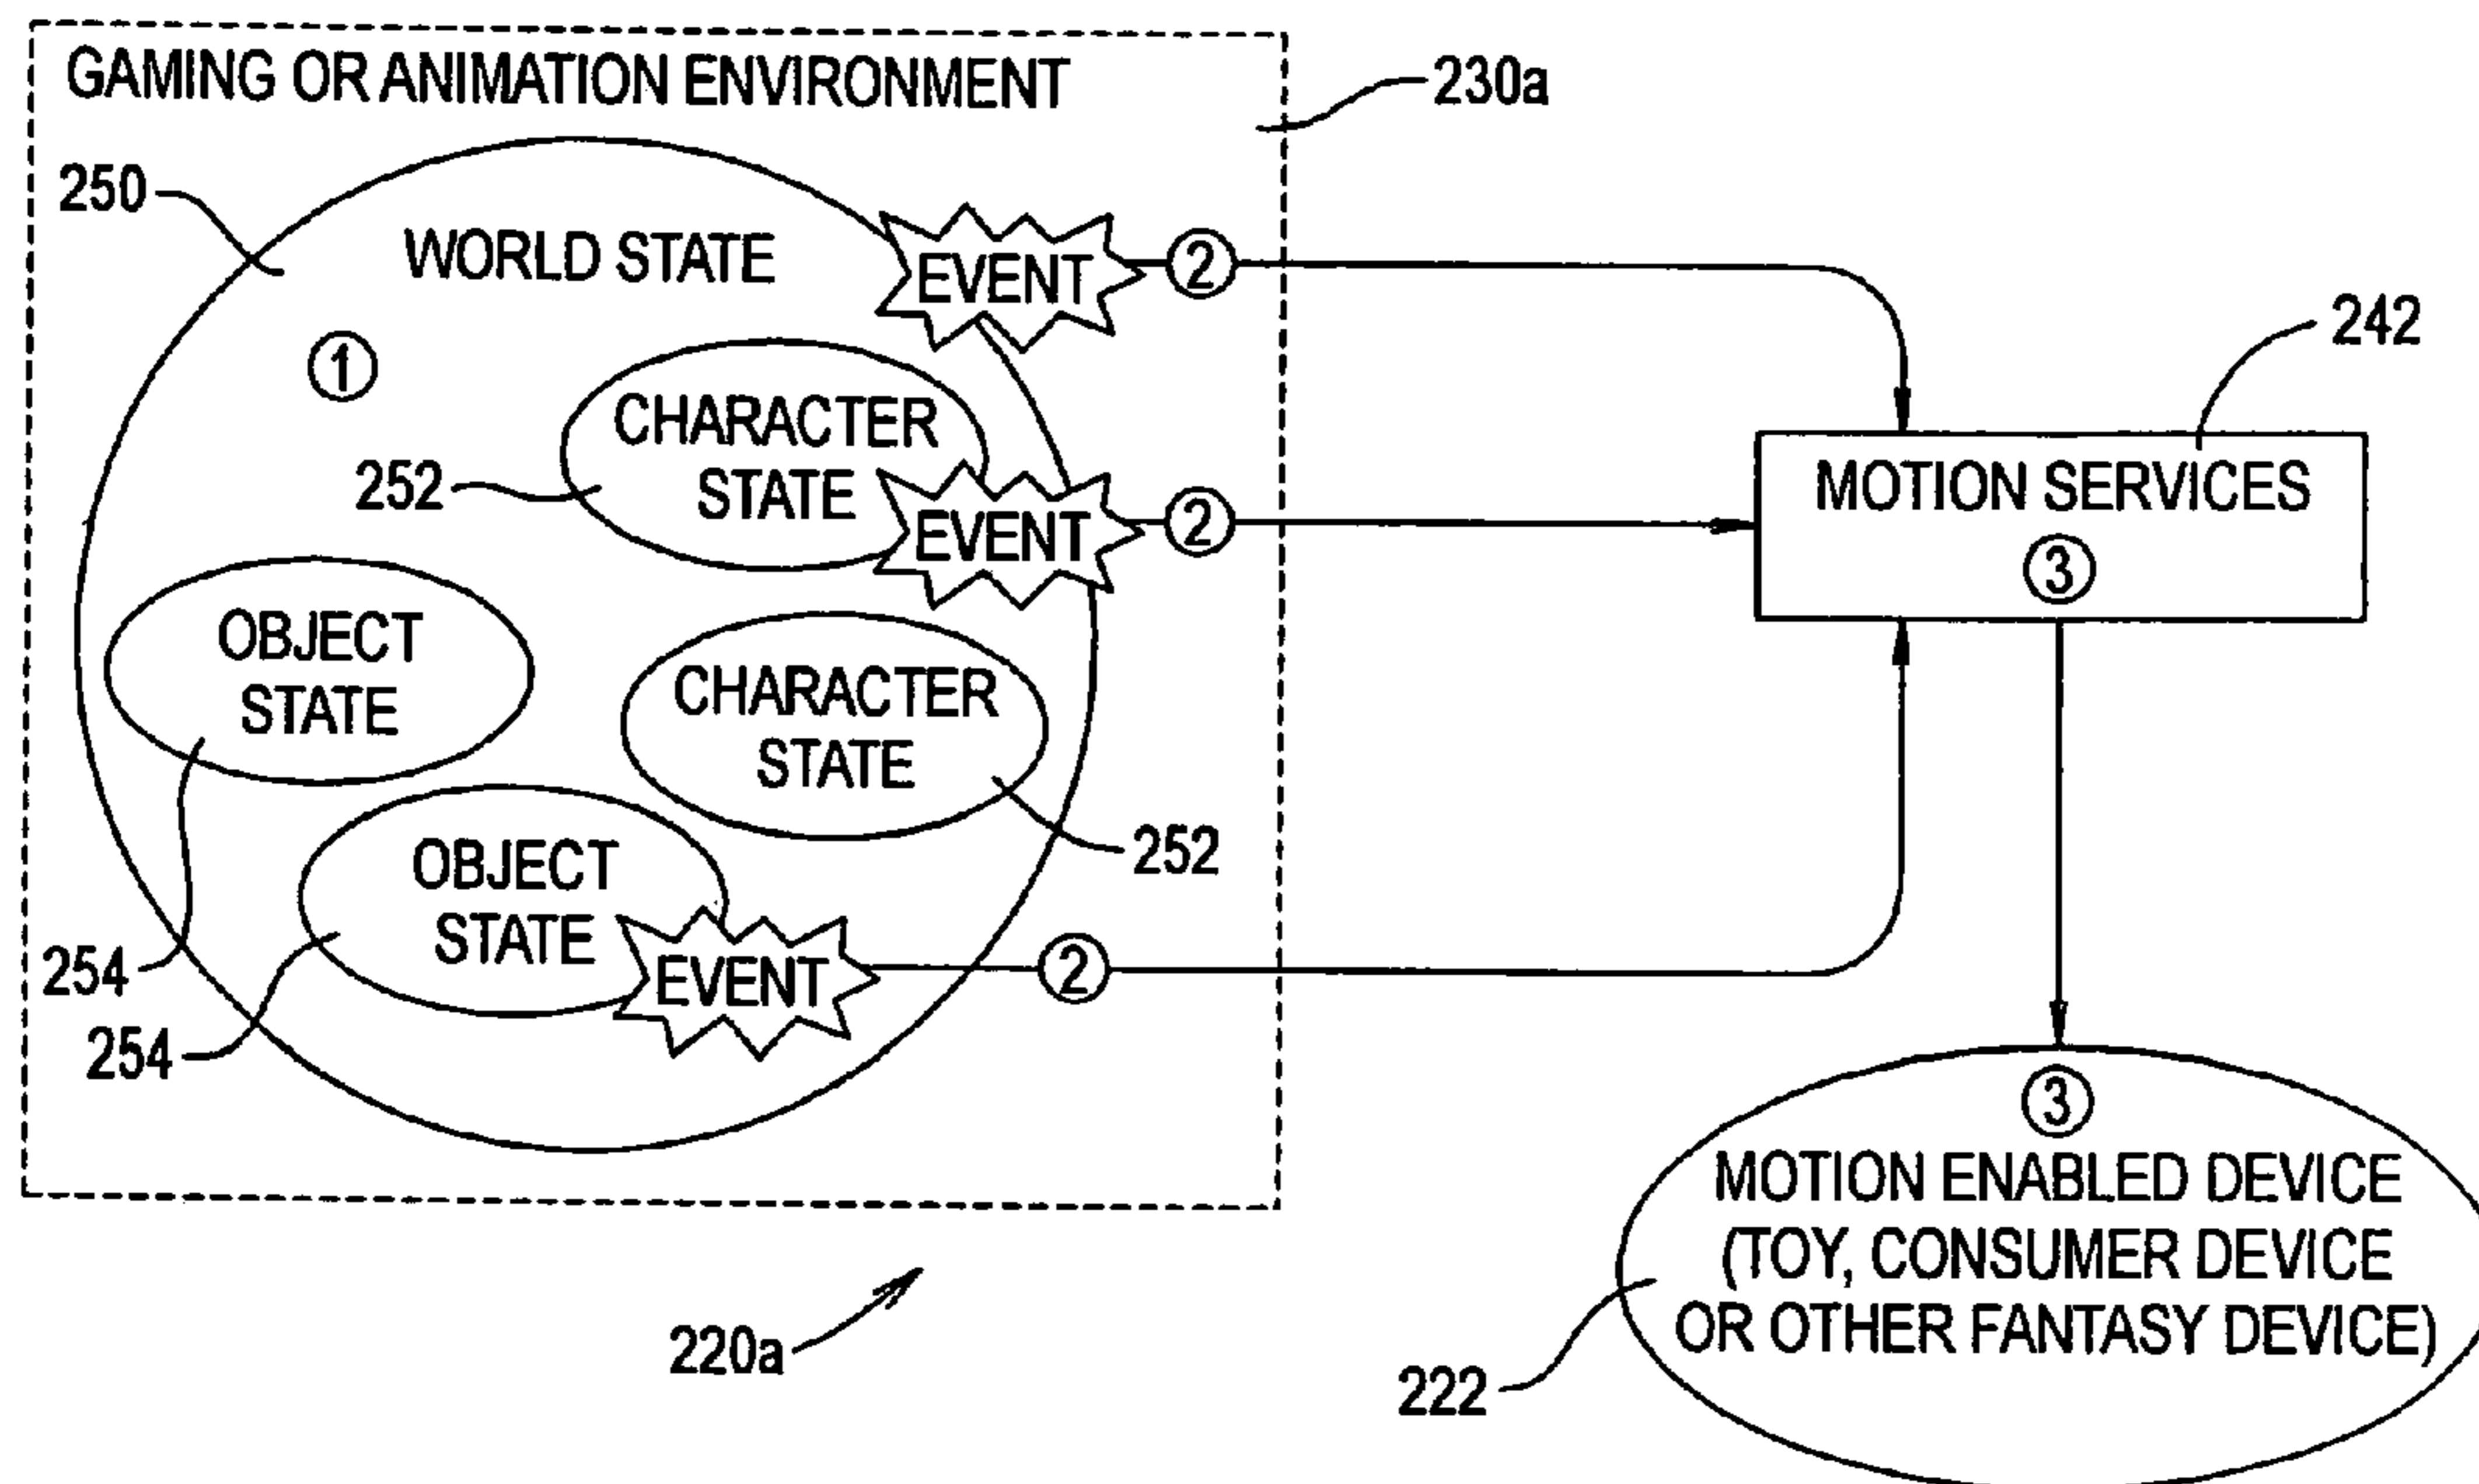 GAMING OR ANIMATION ENVIRONMENT
230a
250
WORLD STATE
EVENT
②
242
①
CHARACTER
STATE
252
EVENT
②
MOTION SERVICES
③
OBJECT
STATE
CHARACTER
STATE
252
OBJECT
STATE
254
EVENT
②
254
③
MOTION ENABLED DEVICE
(TOY, CONSUMER DEVICE
OR OTHER FANTASY DEVICE)
220a
222